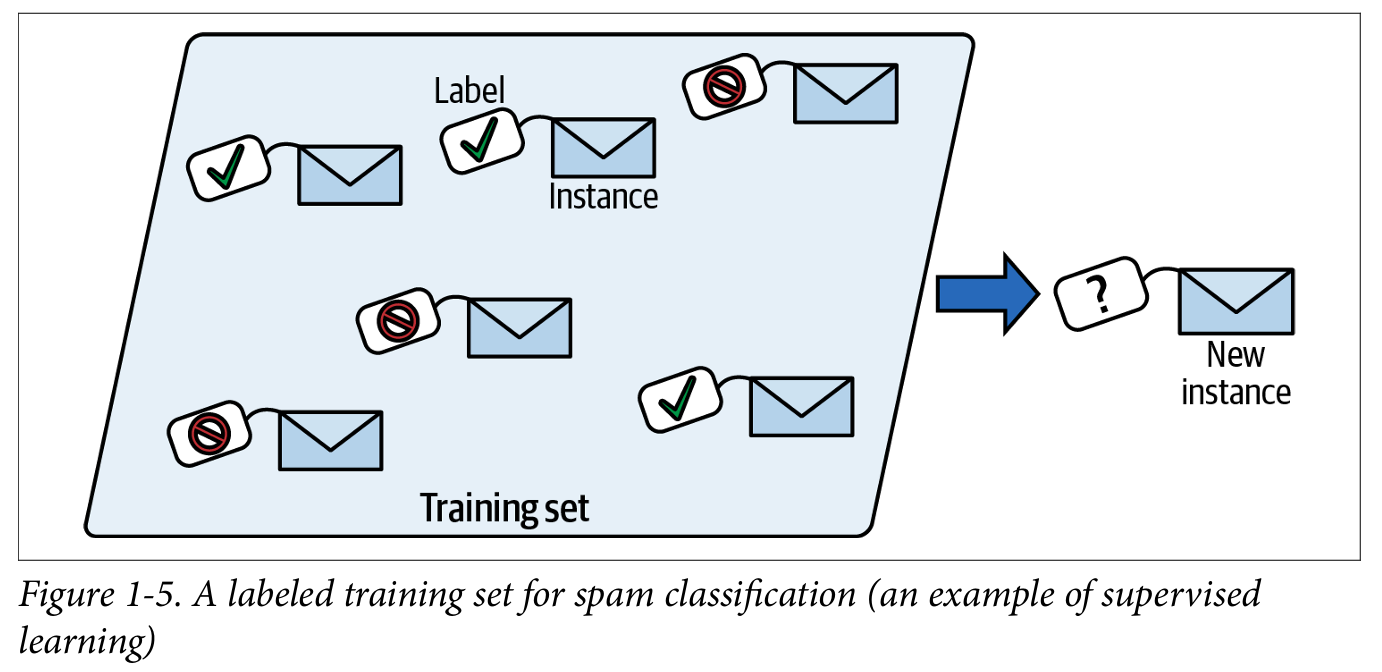 Label
Instance
?
New
instance
Training set
Figure 1-5. A labeled training set for spam classification (an example of supervised
learning)